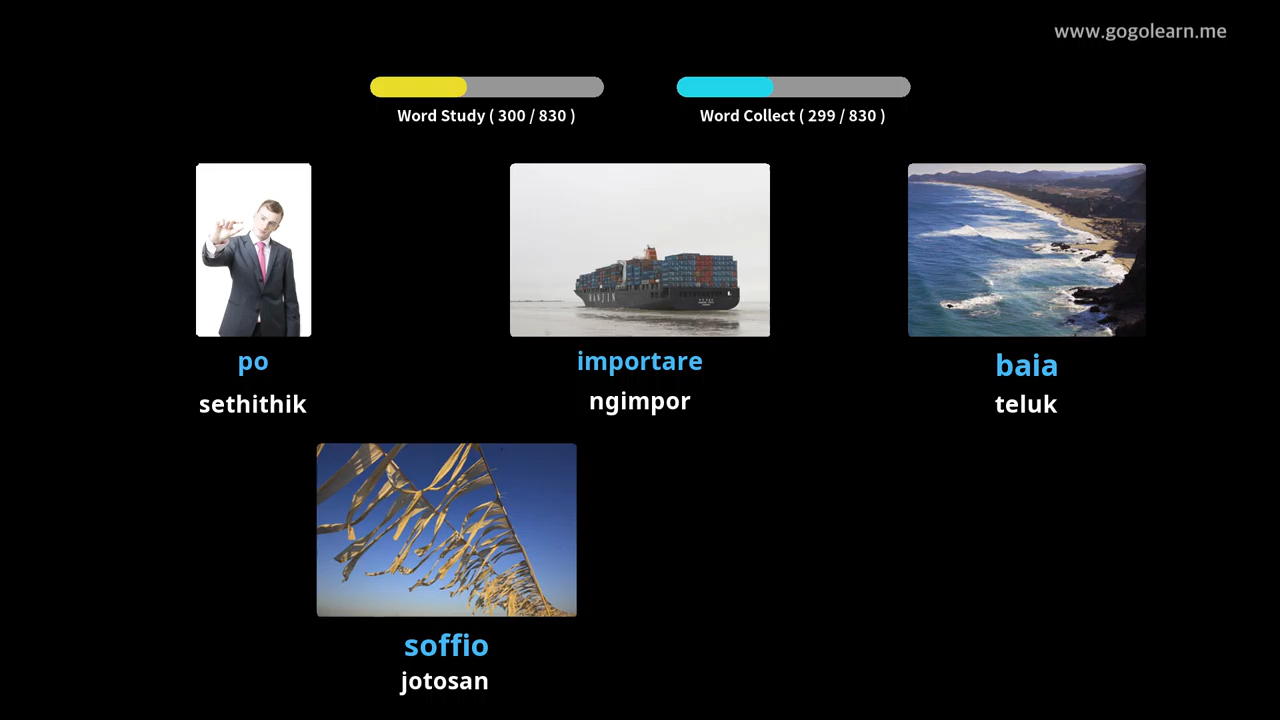 www.gogolearn.me
Word Study ( 300 / 830 )
Word Collect ( 299 / 830 )
HANJIN
po
importare
baia
sethithik
ngimpor
teluk
soffio
jotosan